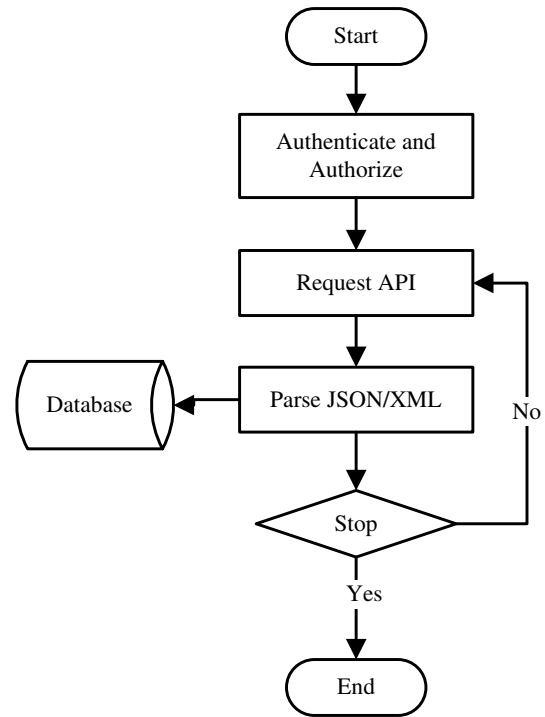 Start
Authenticate and
Authorize
Request API
Parse JSON/XML
Database
No
Stop
Yes
End